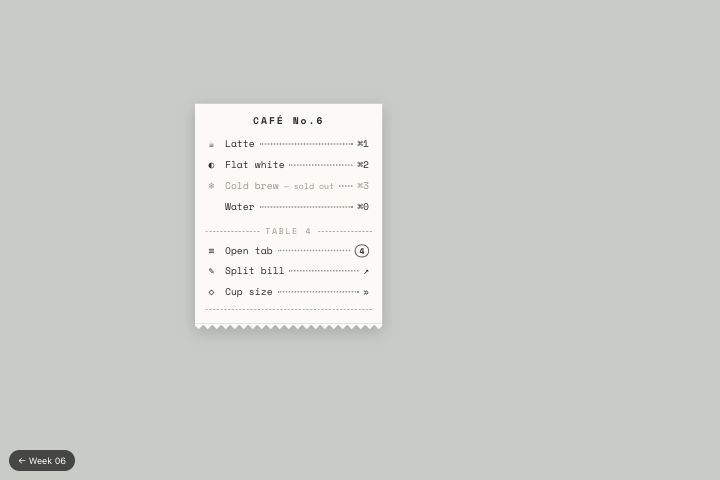 CAFÉ No.6
☕ Latte ⌘1
◐ Flat white ⌘2
❄ Cold brew — sold out ⌘3
Water ⌘0
TABLE 4
≡ Open tab 4
✎ Split bill ↗
◇ Cup size »
← Week 06